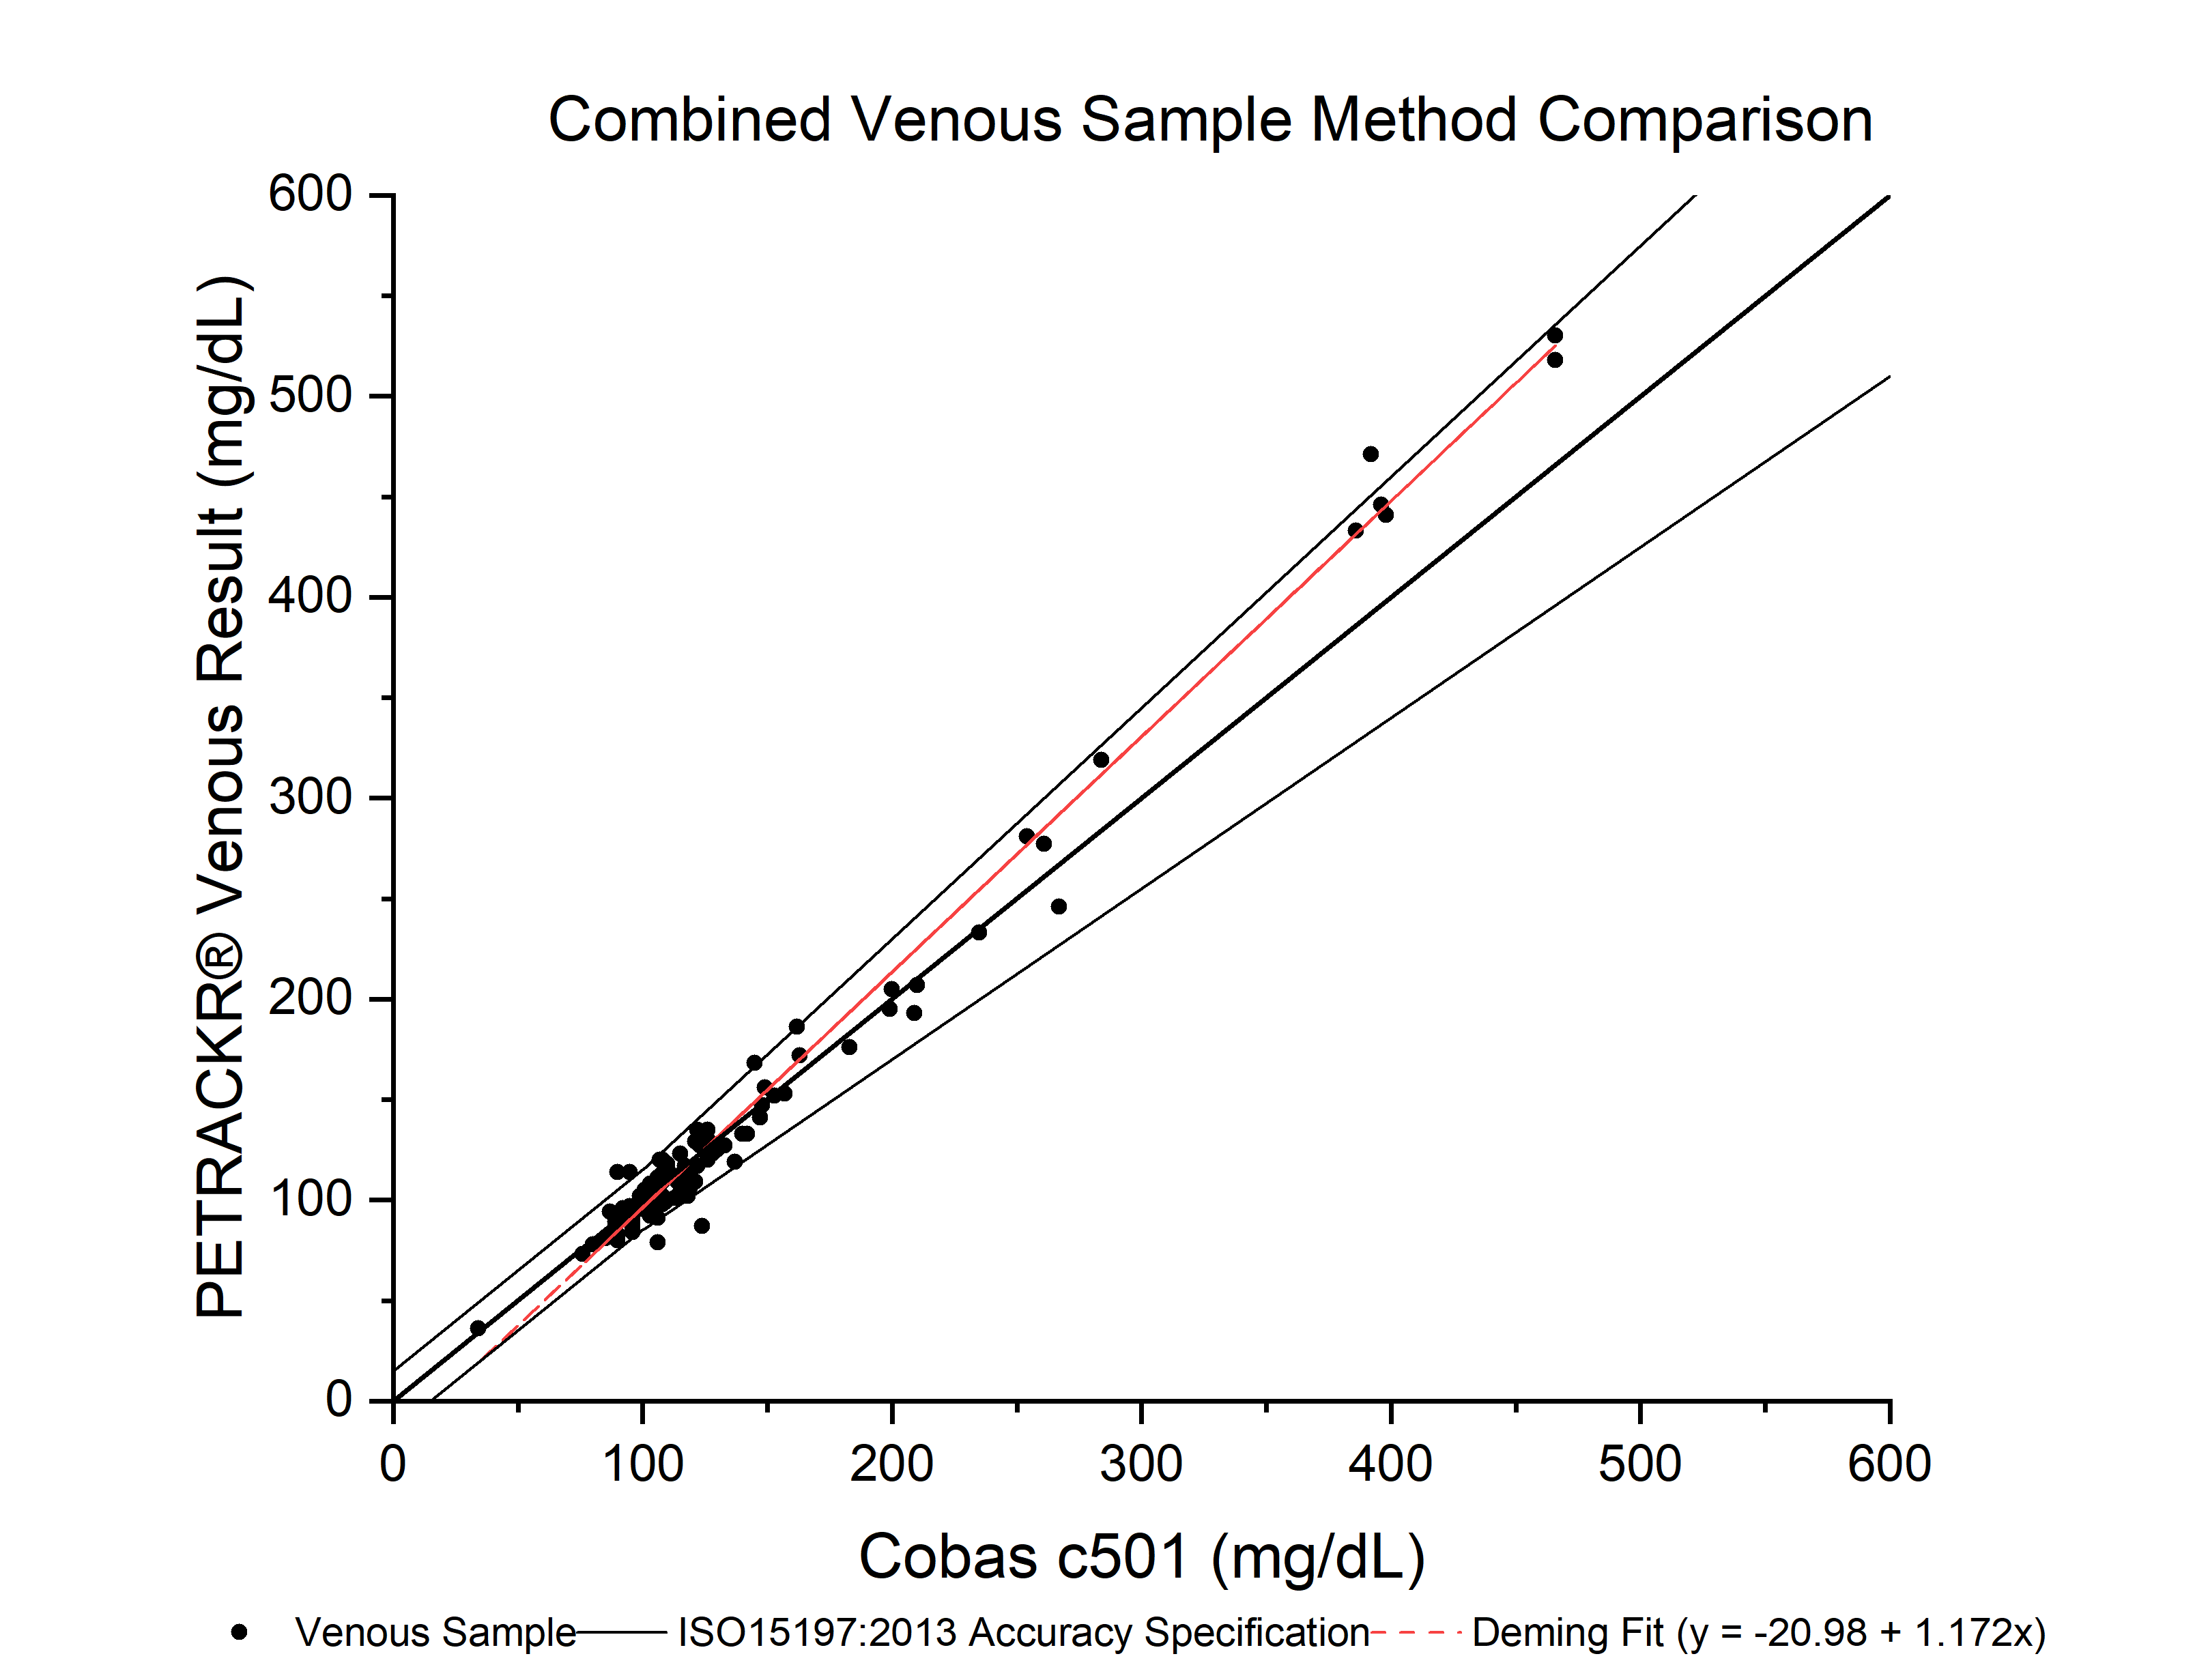 Combined Venous Sample Method Comparison
PETRACKR® Venous Result (mg/dL)
600
500
400
300
200
100
0
0 100 200 300 400 500 600
Cobas c501 (mg/dL)
Venous Sample ISO15197:2013 Accuracy Specification Deming Fit (y = -20.98 + 1.172x)